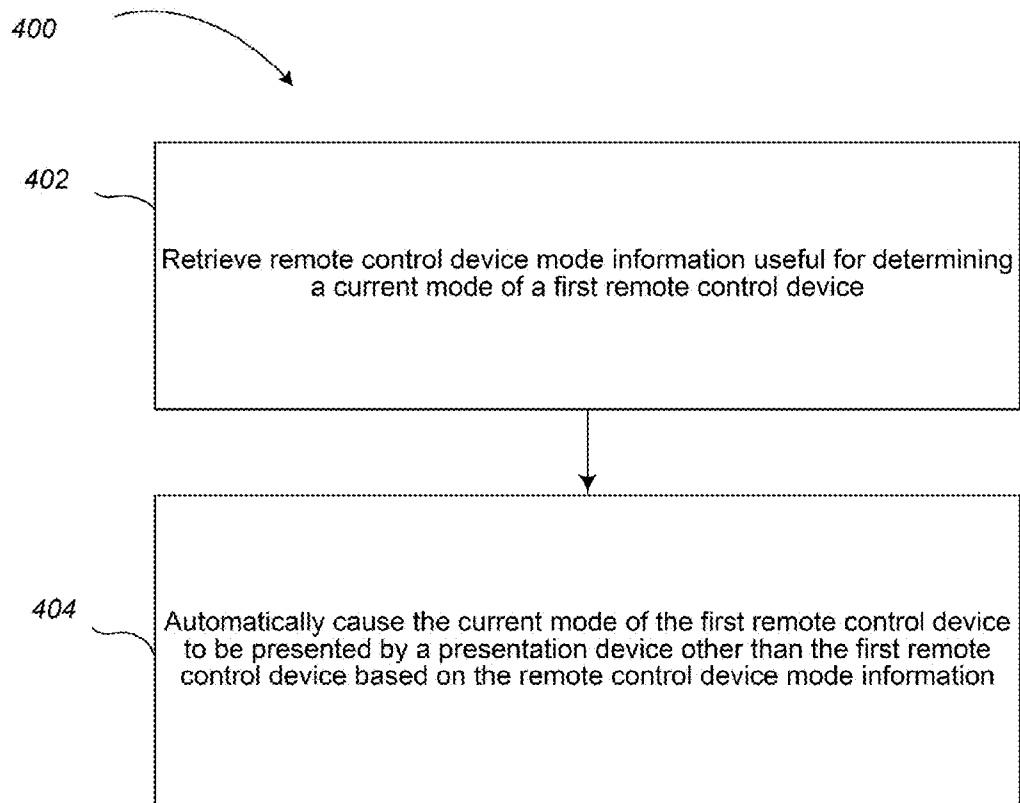 400
402
Retrieve remote control device mode information useful for determining
a current mode of a first remote control device
404
Automatically cause the current mode of the first remote control device
to be presented by a presentation device other than the first remote
control device based on the remote control device mode information